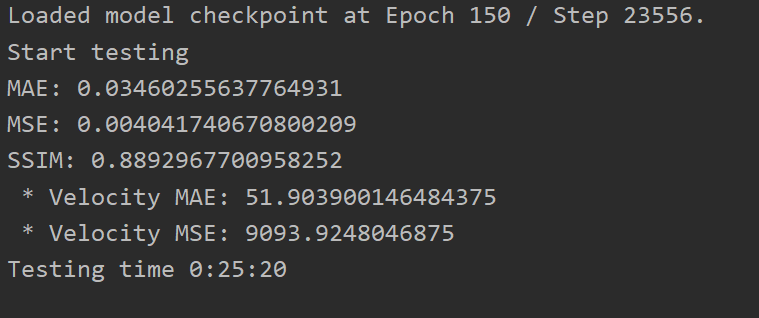 Loaded model checkpoint at Epoch 150 / Step 23556.
Start testing
MAE: 0.03460255637764931
MSE: 0.004041740670800209
SSIM: 0.8892967700958252
 * Velocity MAE: 51.903900146484375
 * Velocity MSE: 9093.9248046875
Testing time 0:25:20